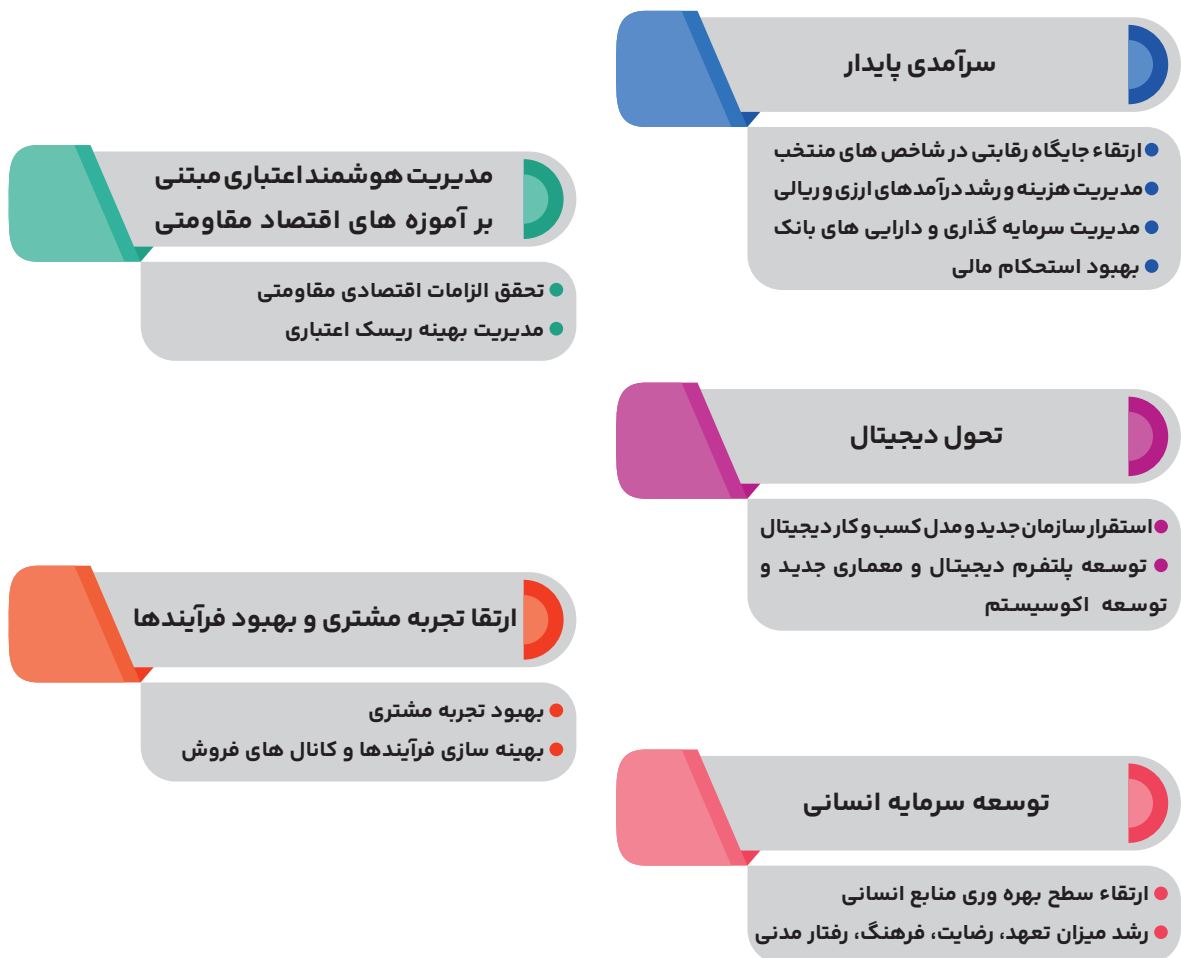 سرآمدی پایدار
ارتقاء جایگاه رقابتی در شاخص های منتخب
مدیریت هزینه و رشد درآمدهای ارزی و ریالی
مدیریت سرمایه گذاری و دارایی های بانک
بهبود استحکام مالی
مدیریت هوشمند اعتباری مبتنی
بر آموزه های اقتصاد مقاومتی
تحقق الزامات اقتصادی مقاومتی
مدیریت بهینه ریسک اعتباری
تحول دیجیتال
استقرار سازمان جدید و مدل کسب و کار دیجیتال
توسعه پلتفرم دیجیتال و معماری جدید و
توسعه اکوسیستم
ارتقا تجربه مشتری و بهبود فرآیندها
بهبود تجربه مشتری
بهینه سازی فرآیندها و کانال های فروش
توسعه سرمایه انسانی
ارتقاء سطح بهره وری منابع انسانی
رشد میزان تعهد، رضایت، فرهنگ، رفتار مدنی